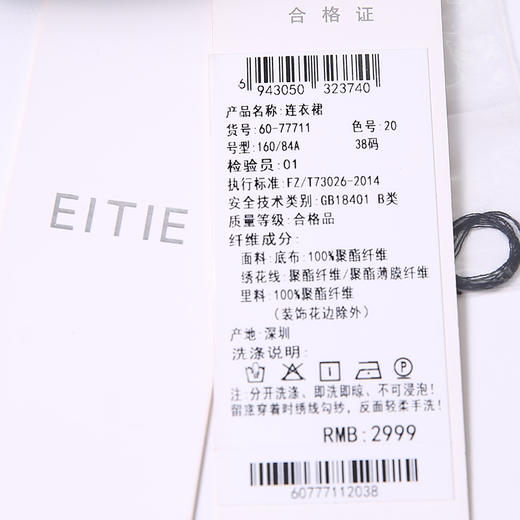 合格证
6 943050 323740
产品名称:连衣裙
货号:60-77711 色号:20
号型:160/84A 38码
检验员:01
执行标准:FZ/T73026-2014
安全技术类别:GB18401 B类
质量等级:合格品
纤维成分:
面料:底布:100%聚酯纤维
绣花线:聚酯纤维/聚酯薄膜纤维
里料:100%聚酯纤维
(装饰花边除外)
产地:深圳
洗涤说明:
P
注:分开洗涤、即洗即晾、不可浸泡!
留意穿着时绣线勾纱,反面轻柔手洗!
RMB:2999
60777112038
EITIE